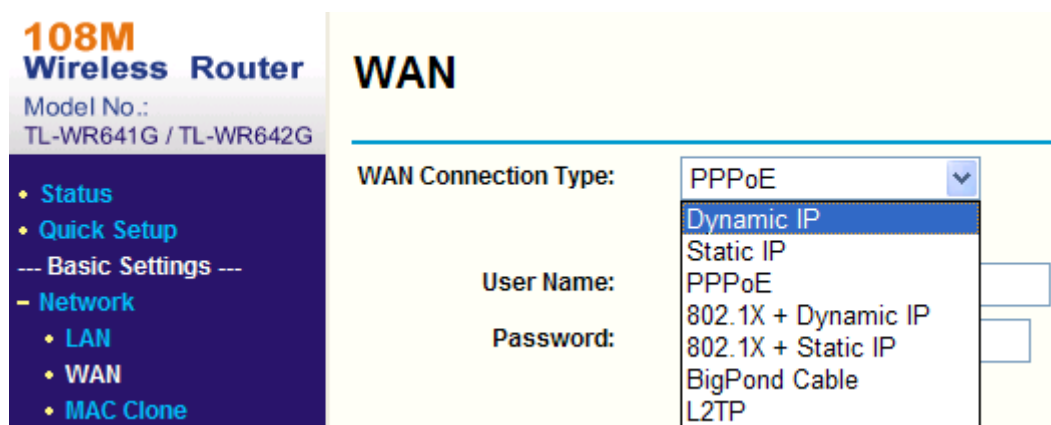 108M
Wireless Router
Model No.:
TL-WR641G / TL-WR642G
• Status
• Quick Setup
--- Basic Settings ---
– Network
• LAN
• WAN
• MAC Clone
WAN
WAN Connection Type:
PPPoE
Dynamic IP
Static IP
PPPoE
802.1X + Dynamic IP
802.1X + Static IP
BigPond Cable
L2TP
User Name:
Password: